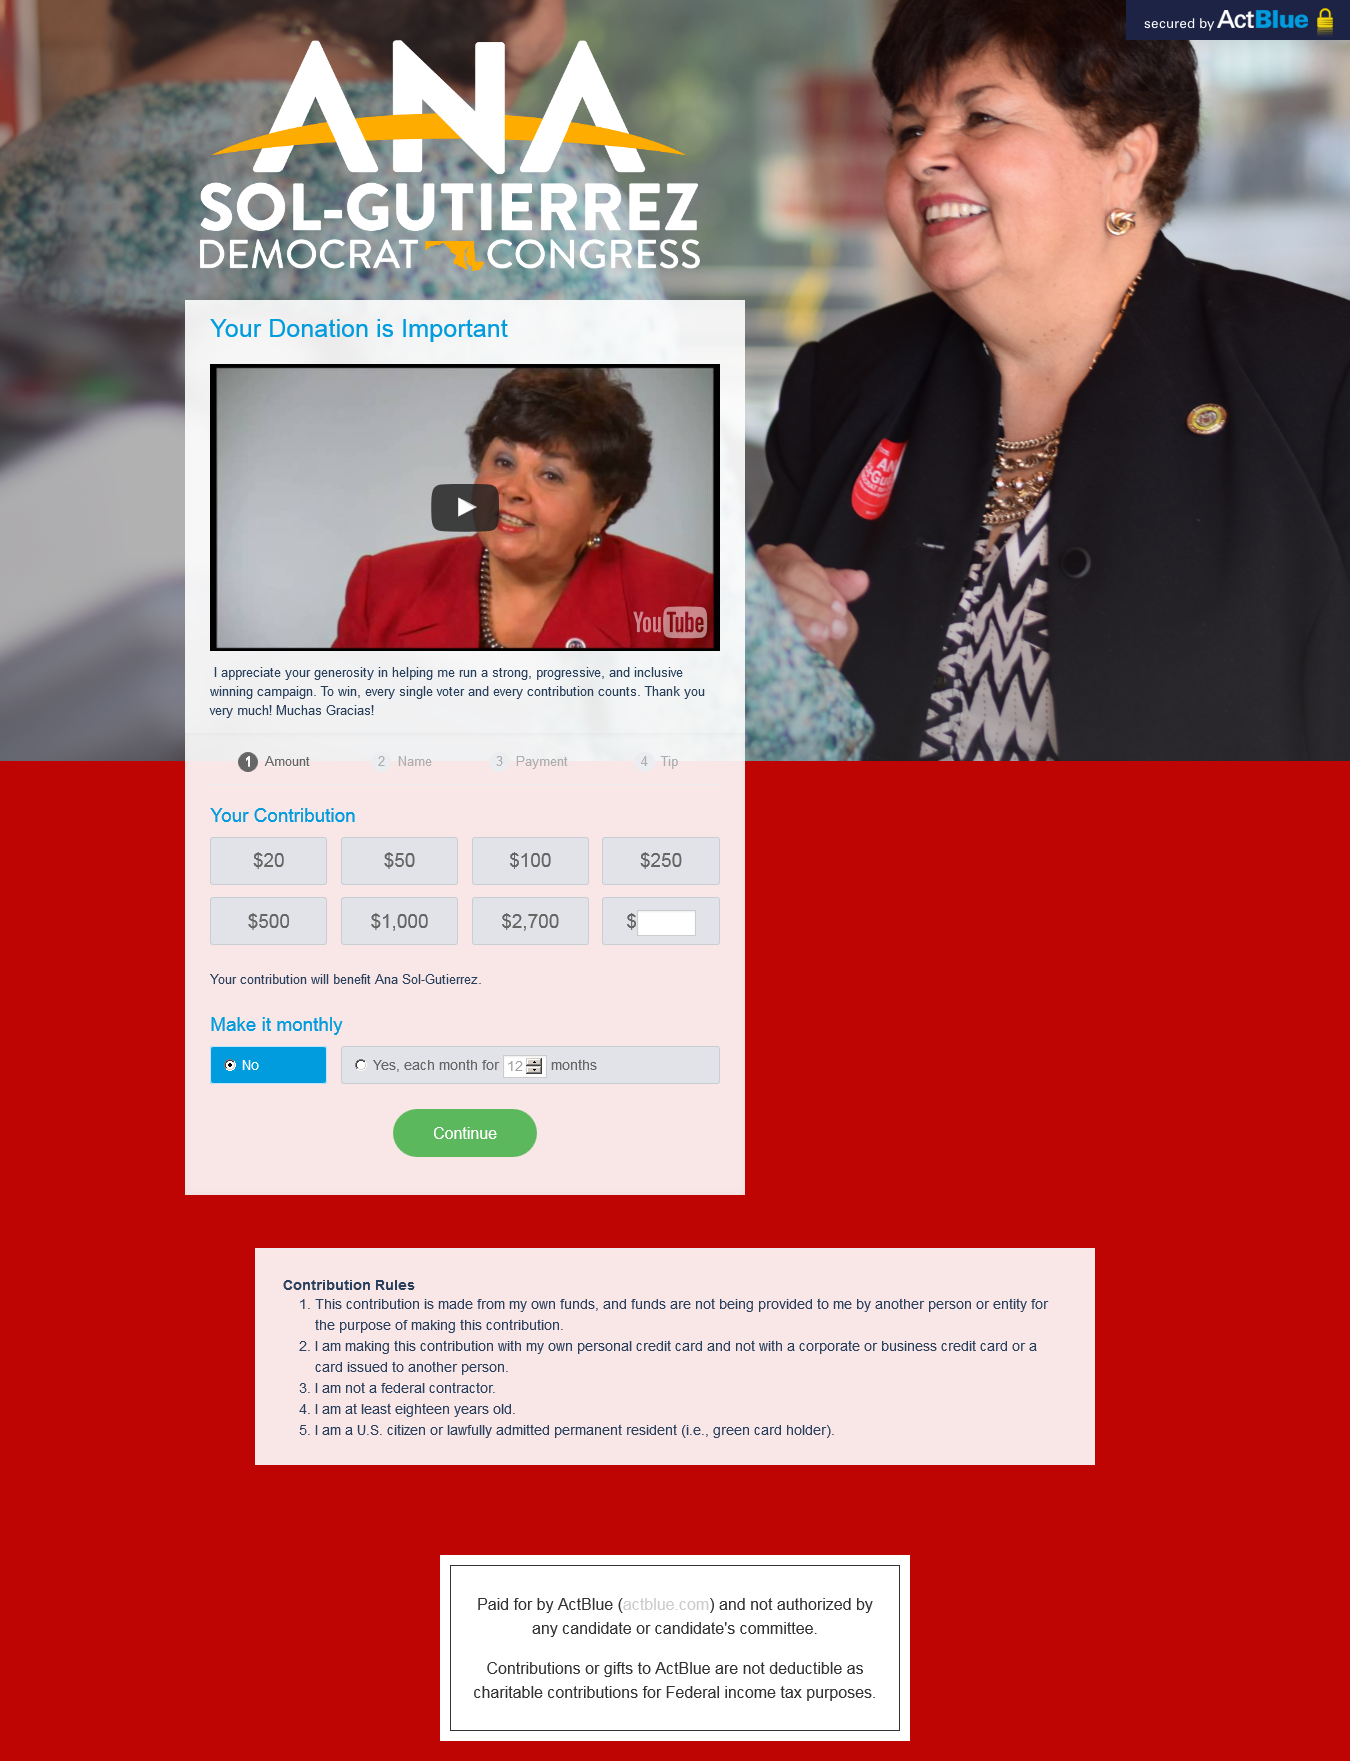 secured by ActBlue
ANA
SOL-GUTIERREZ
DEMOCRAT CONGRESS
Your Donation is Important
YouTube
I appreciate your generosity in helping me run a strong, progressive, and inclusive
winning campaign. To win, every single voter and every contribution counts. Thank you
very much! Muchas Gracias!
1 Amount 2 Name 3 Payment 4 Tip
Your Contribution
$20 $50 $100 $250
$500 $1,000 $2,700 $
Your contribution will benefit Ana Sol-Gutierrez.
Make it monthly
No Yes, each month for 12 months
Continue
Contribution Rules
1. This contribution is made from my own funds, and funds are not being provided to me by another person or entity for
the purpose of making this contribution.
2. I am making this contribution with my own personal credit card and not with a corporate or business credit card or a
card issued to another person.
3. I am not a federal contractor.
4. I am at least eighteen years old.
5. I am a U.S. citizen or lawfully admitted permanent resident (i.e., green card holder).
Paid for by ActBlue (actblue.com) and not authorized by
any candidate or candidate's committee.
Contributions or gifts to ActBlue are not deductible as
charitable contributions for Federal income tax purposes.